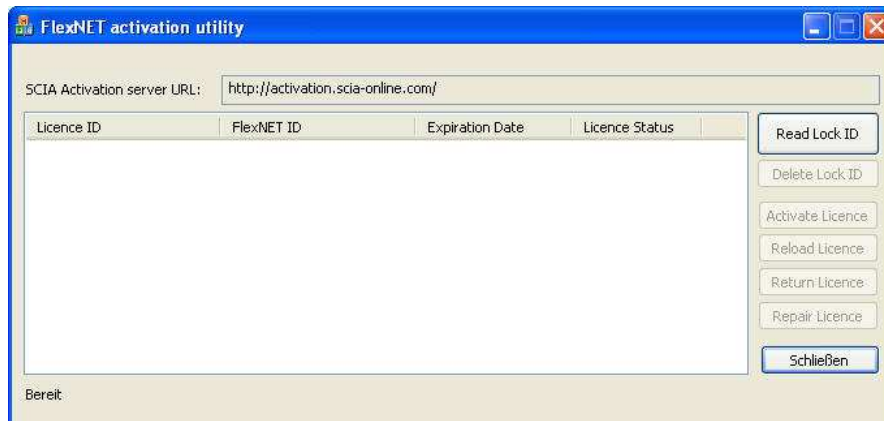 FlexNET activation utility
SCIA Activation server URL: http://activation.scia-online.com/
Licence ID FlexNET ID Expiration Date Licence Status
Read Lock ID
Delete Lock ID
Activate Licence
Reload Licence
Return Licence
Repair Licence
Schließen
Bereit